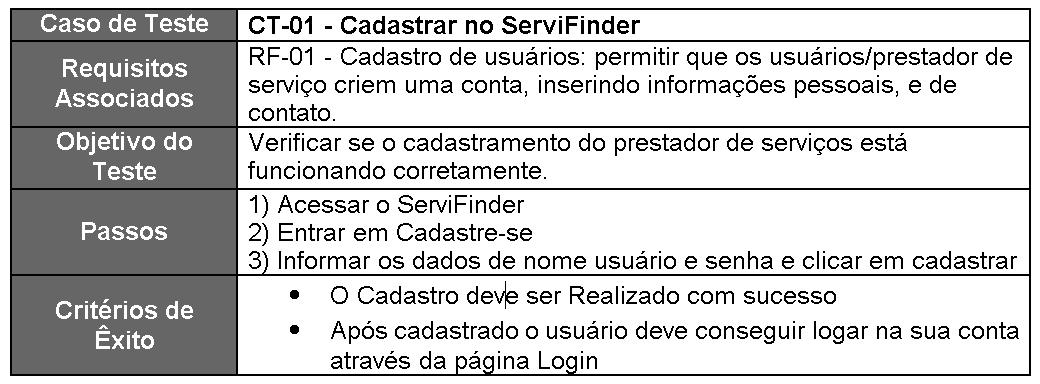 Caso de Teste
CT-01 - Cadastrar no ServiFinder
Requisitos
Associados
RF-01 - Cadastro de usuários: permitir que os usuários/prestador de
serviço criem uma conta, inserindo informações pessoais, e de
contato.
Objetivo do
Teste
Verificar se o cadastramento do prestador de serviços está
funcionando corretamente.
Passos
1) Acessar o ServiFinder
2) Entrar em Cadastre-se
3) Informar os dados de nome usuário e senha e clicar em cadastrar
Critérios de
Êxito
• O Cadastro deve ser Realizado com sucesso
• Após cadastrado o usuário deve conseguir logar na sua conta
através da página Login